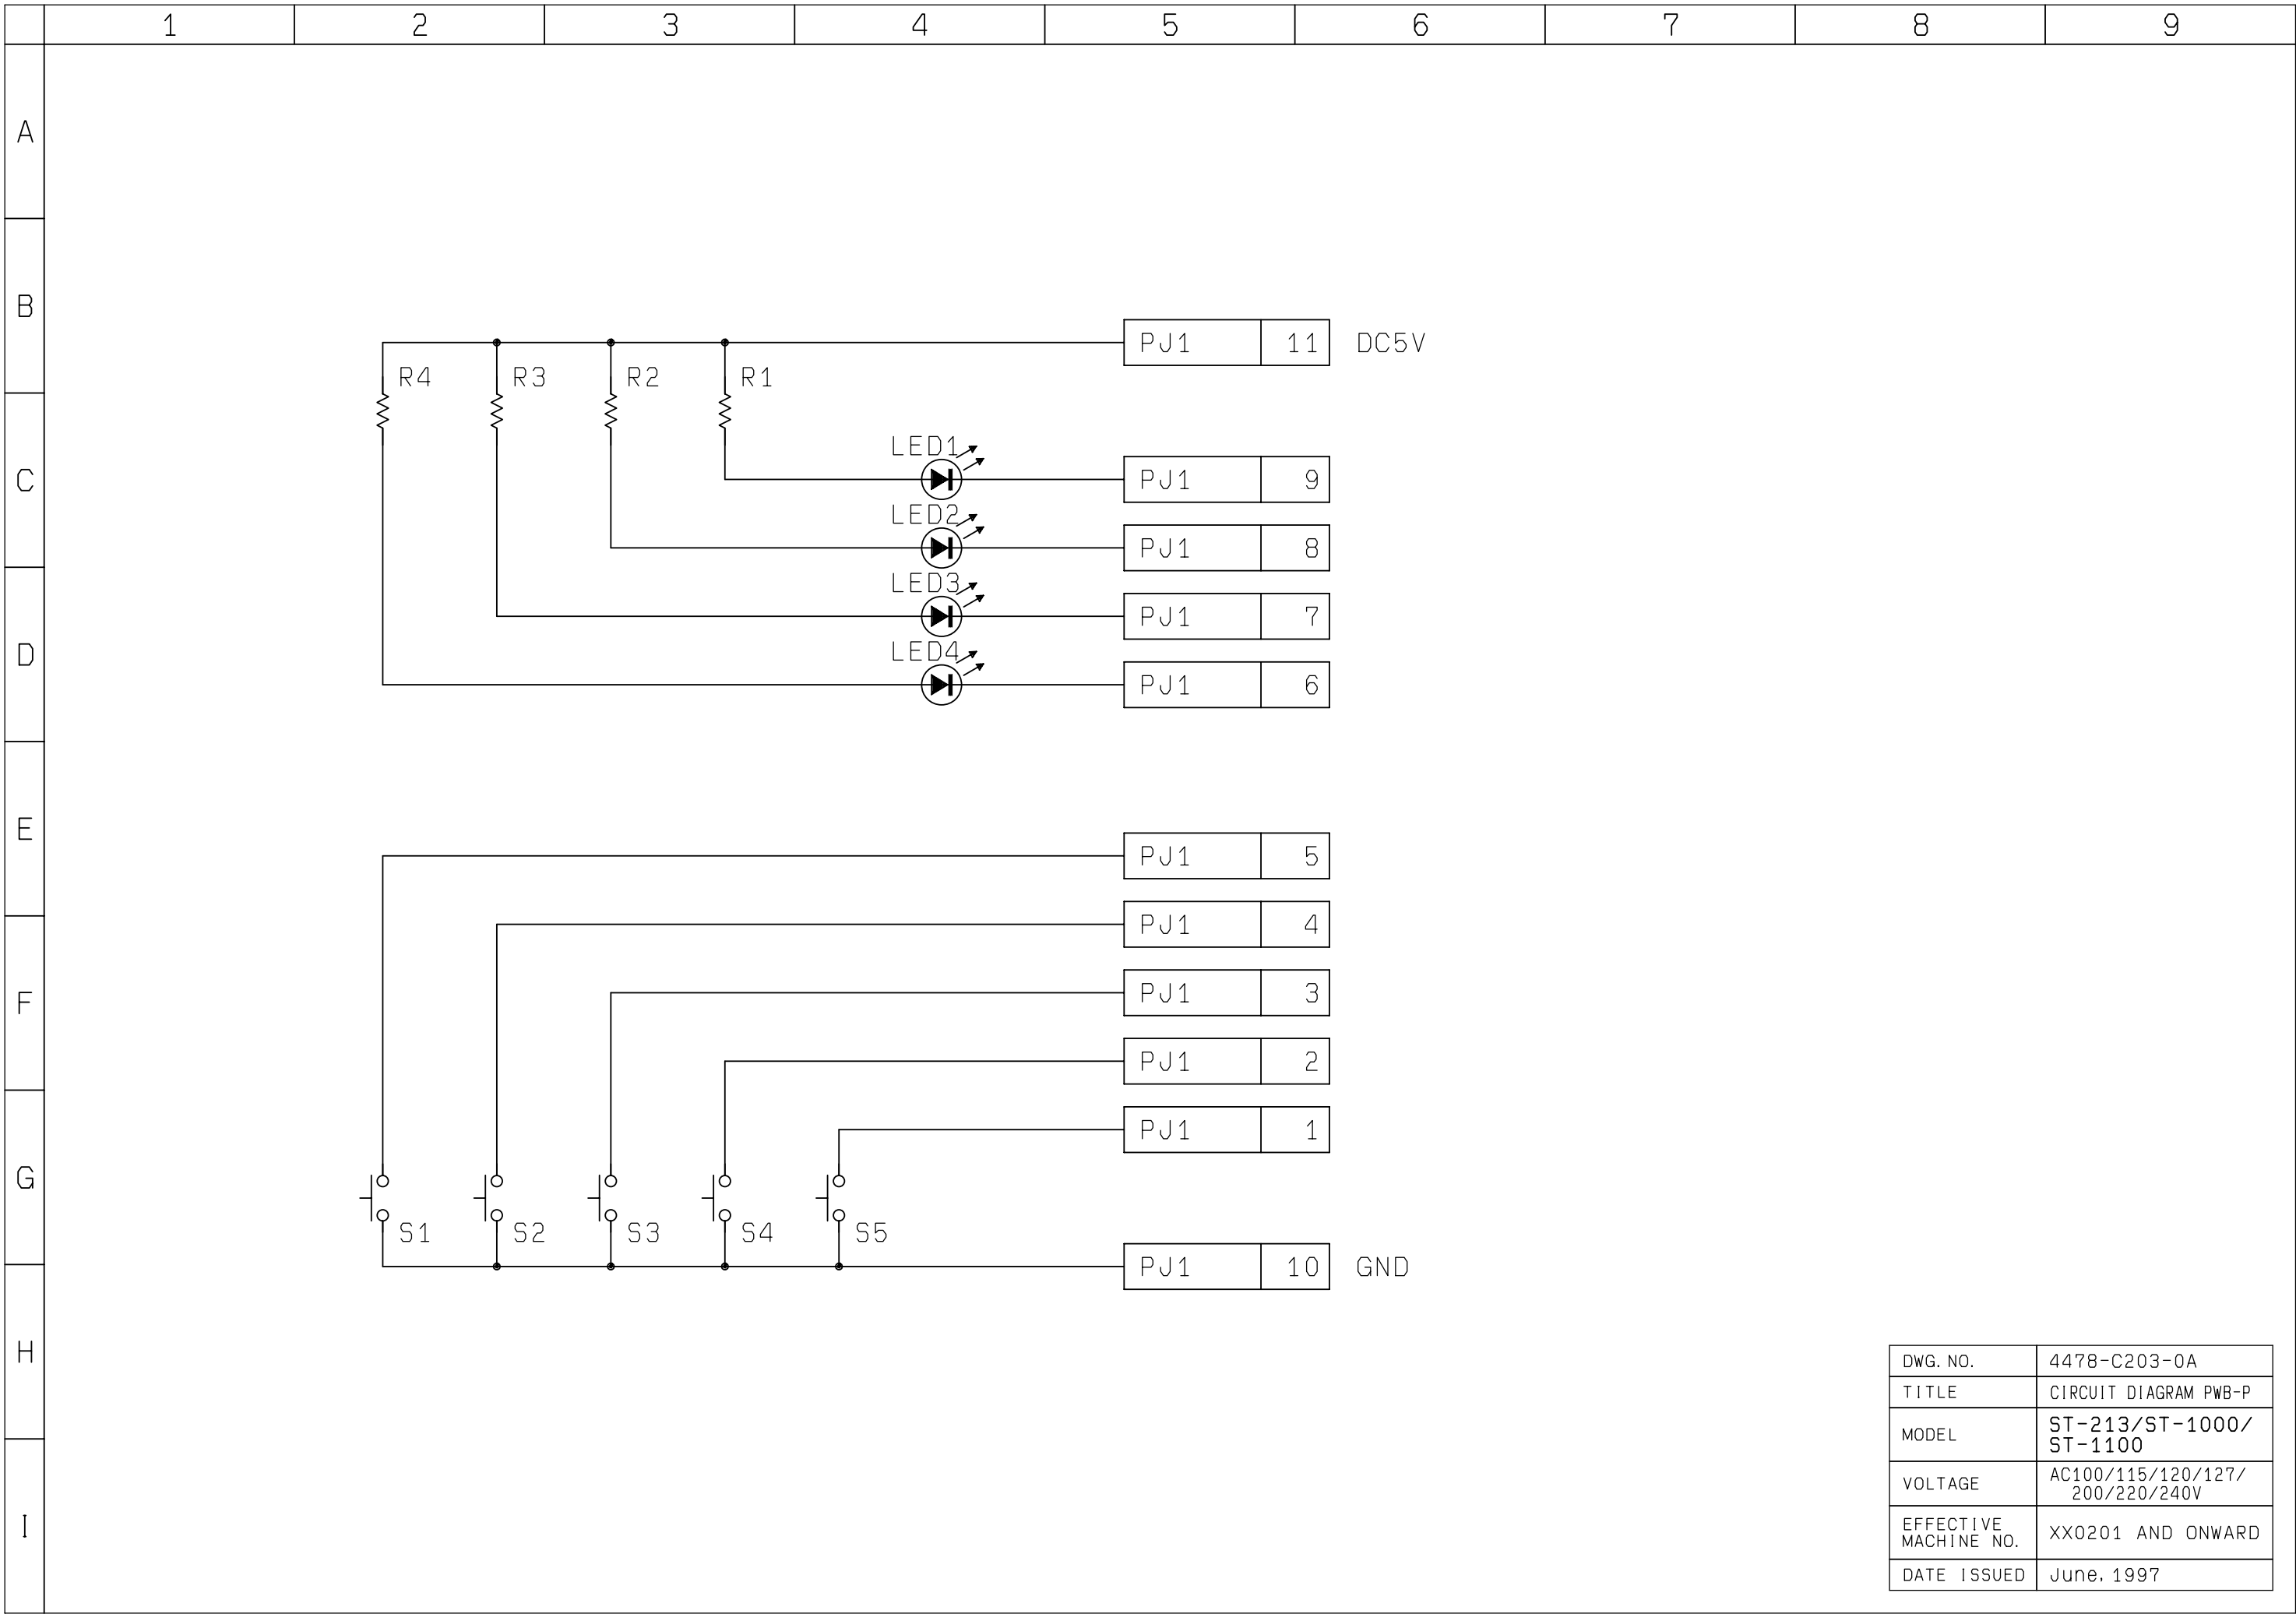 1 2 3 4 5 6 7 8 9
A
B
PJ1 11 DC5V
R4 R3 R2 R1
LED1
C
PJ1 9
LED2
PJ1 8
LED3
PJ1 7
D
LED4
PJ1 6
E
PJ1 5
PJ1 4
F
PJ1 3
PJ1 2
PJ1 1
G
S1 S2 S3 S4 S5
PJ1 10 GND
H
DWG. NO. 4478-C203-0A
TITLE CIRCUIT DIAGRAM PWB-P
MODEL ST-213/ST-1000/
ST-1100
VOLTAGE AC100/115/120/127/
200/220/240V
I
EFFECTIVE
MACHINE NO. XX0201 AND ONWARD
DATE ISSUED June, 1997